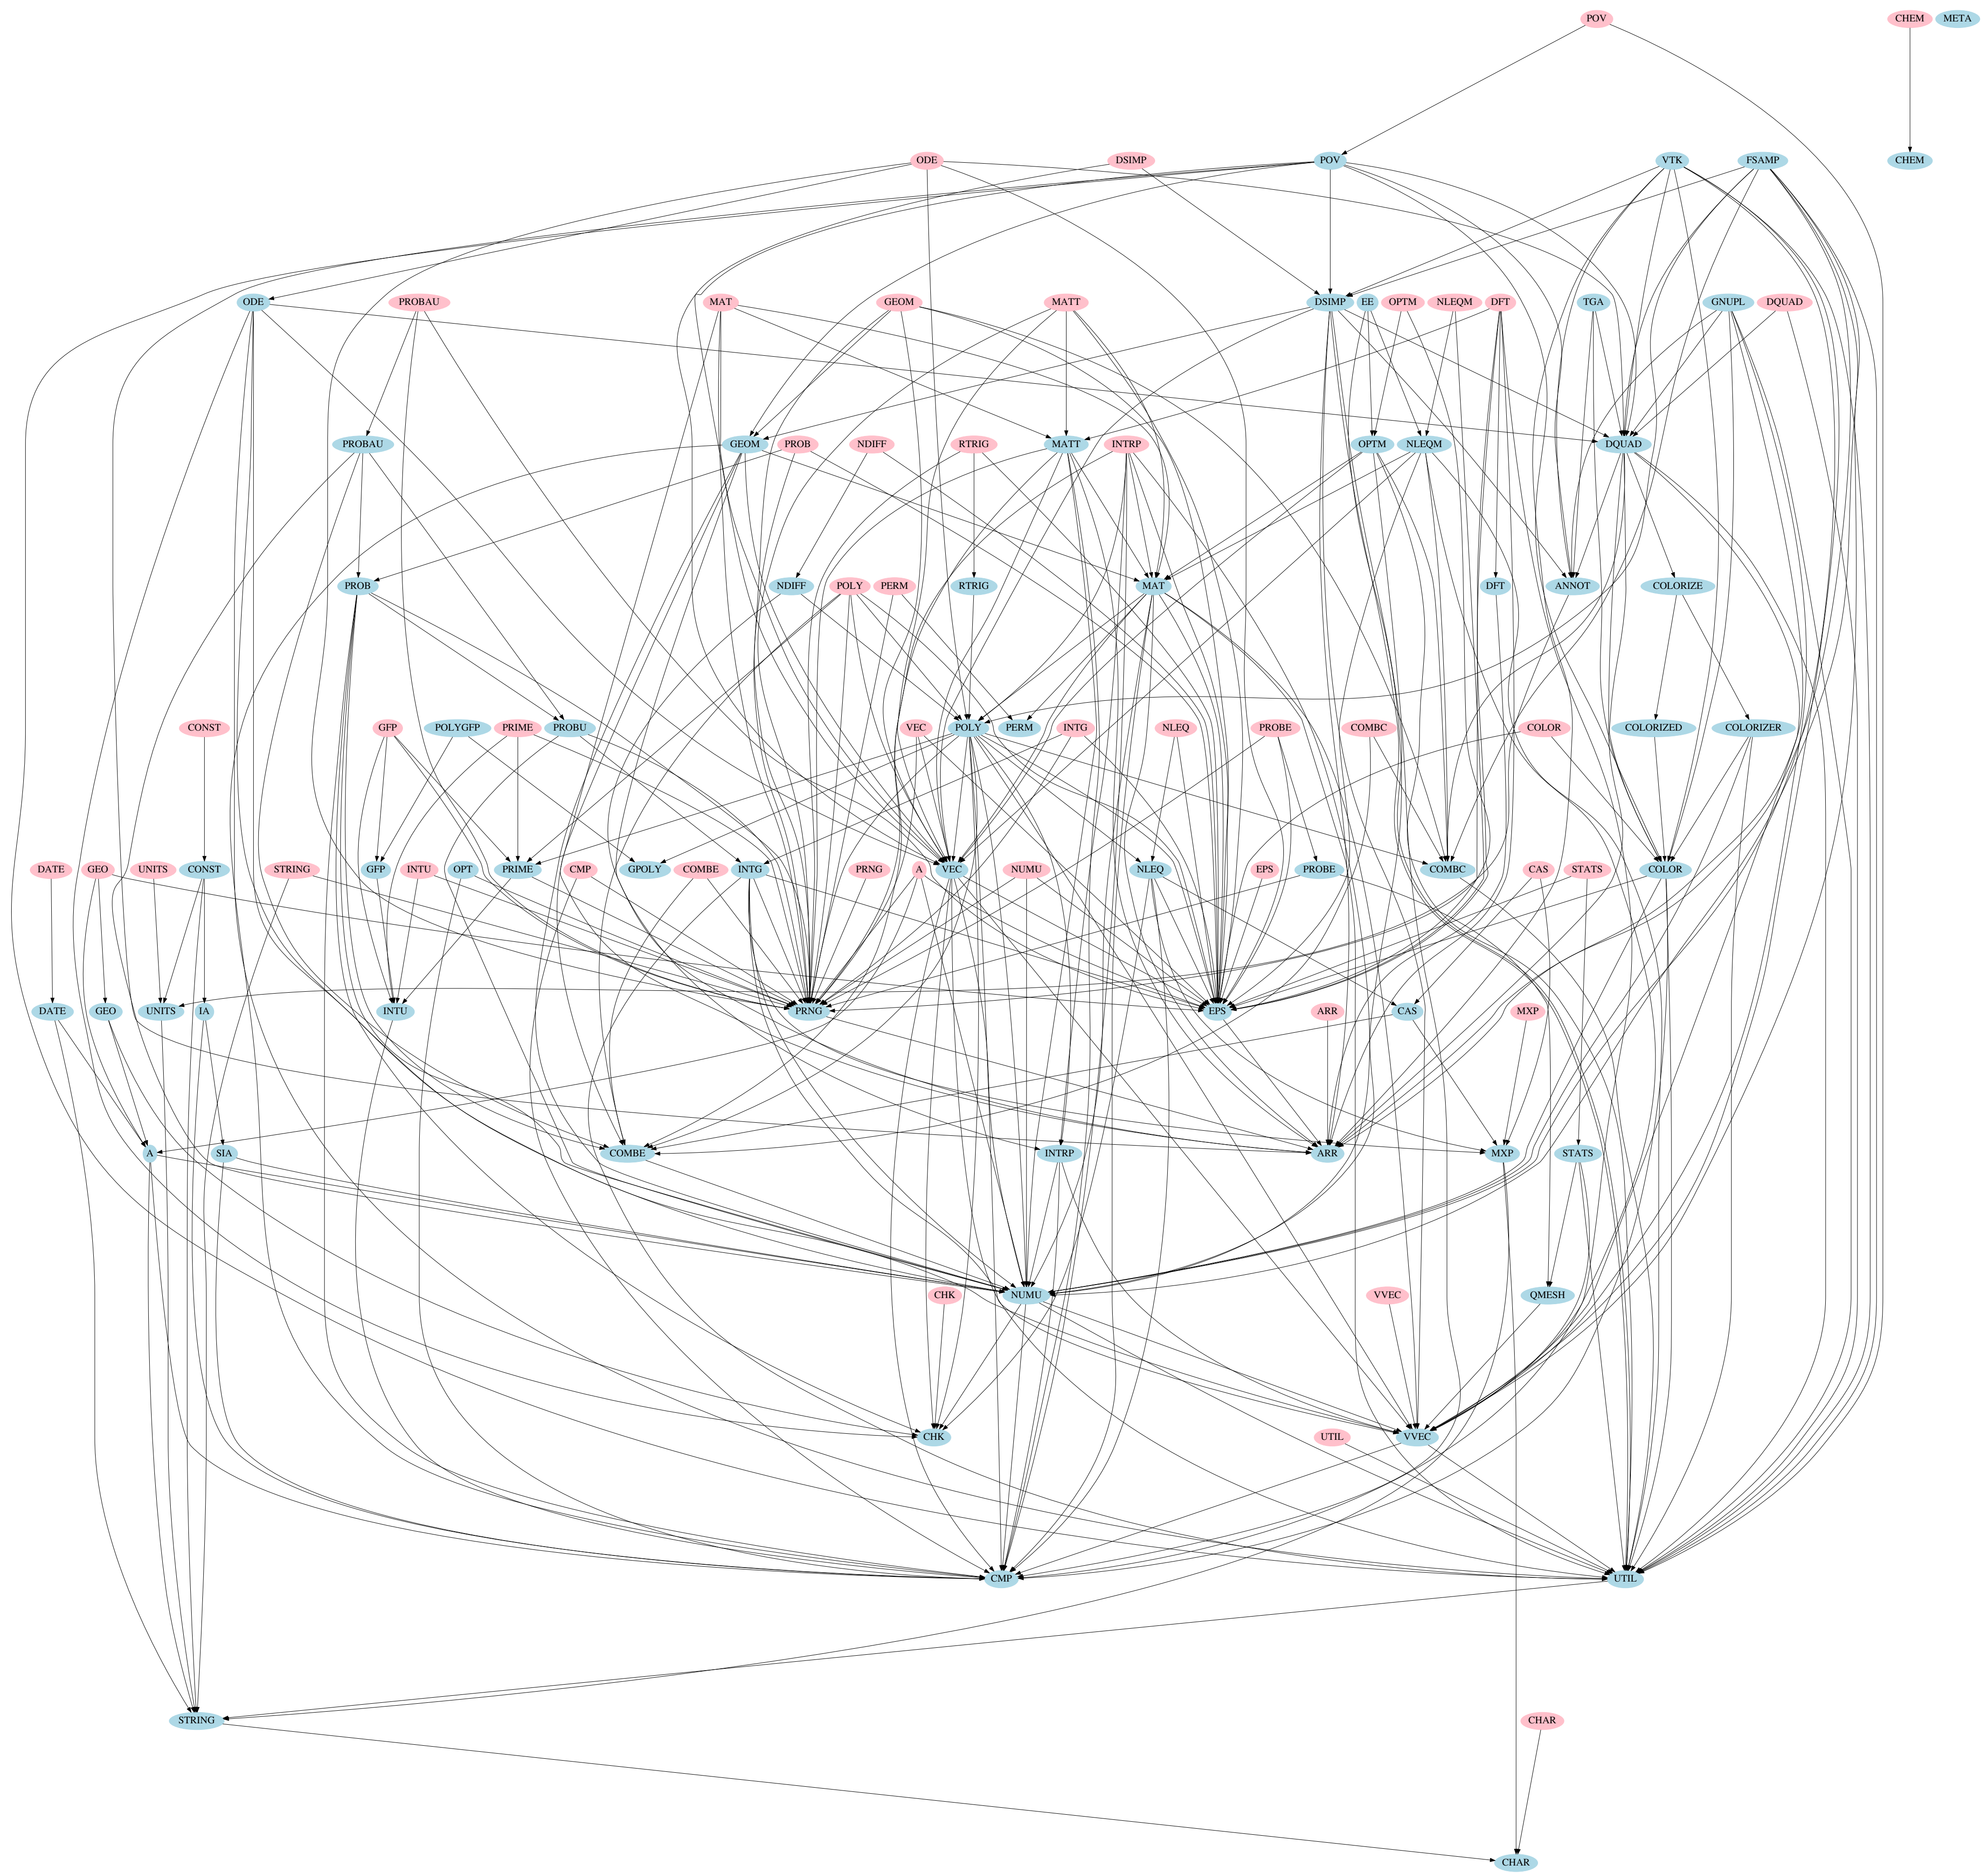 POV CHEM META
ODE DSIMP POV VTK FSAMP CHEM
ODE PROBAU MAT GEOM MATT DSIMP EE OPTM NLEQM DFT TGA GNUPL DQUAD
PROBAU GEOM PROB NDIFF RTRIG MATT INTRP OPTM NLEQM DQUAD
PROB NDIFF POLY PERM RTRIG MAT DFT ANNOT COLORIZE
CONST GFP POLYGFP PRIME PROBU VEC POLY PERM INTG NLEQ PROBE COMBC COLOR COLORIZED COLORIZER
DATE GEO UNITS CONST STRING GFP INTU OPT PRIME CMP COMBE GPOLY INTG PRNG A VEC NUMU NLEQ EPS PROBE COMBC CAS STATS COLOR
DATE GEO UNITS IA INTU PRNG EPS ARR CAS MXP
A SIA COMBE INTRP ARR MXP STATS
CHK NUMU VVEC QMESH
CHK UTIL VVEC
CMP UTIL
STRING CHAR
CHAR